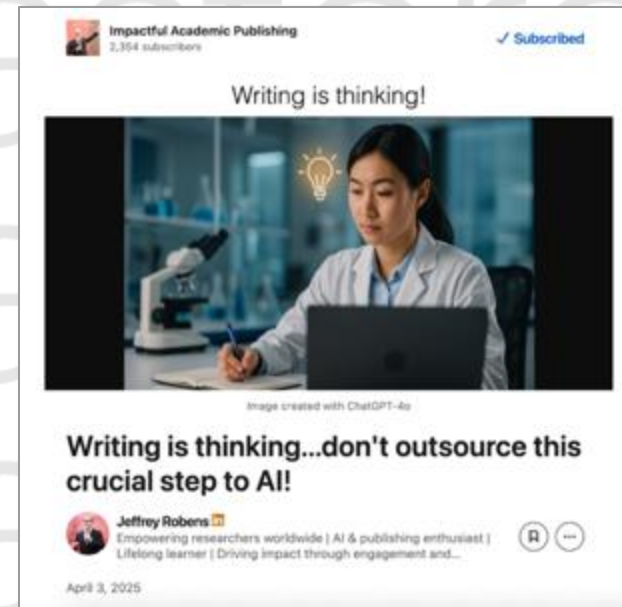 Impactful Academic Publishing
2,354 subscribers
✓ Subscribed
Writing is thinking!
Image created with ChatGPT-4o
Writing is thinking...don't outsource this
crucial step to AI!
Jeffrey Robens in
Empowering researchers worldwide | AI & publishing enthusiast |
Lifelong learner | Driving impact through engagement and...
April 3, 2025